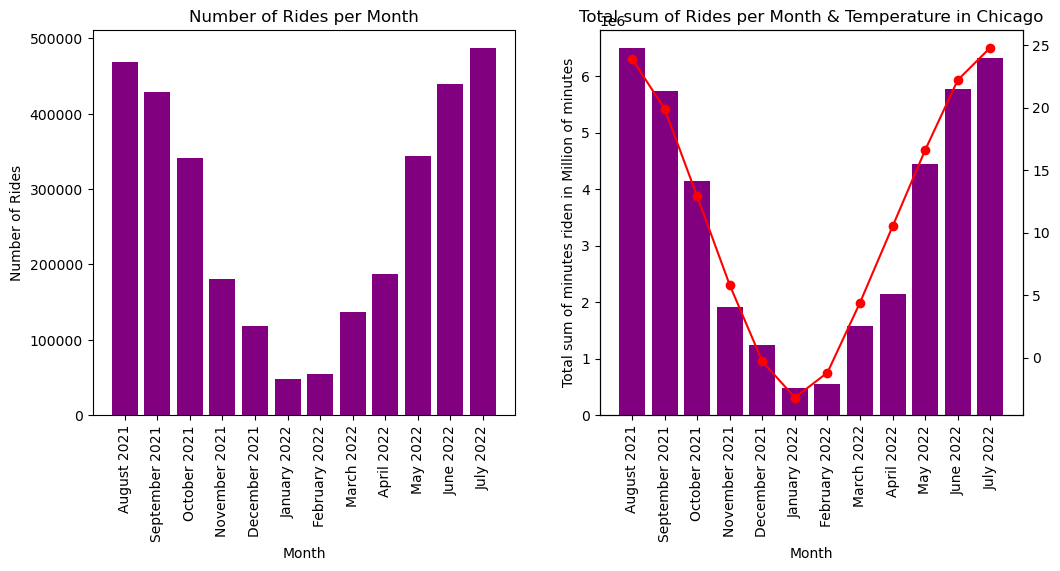 Number of Rides per Month
Number of Rides
500000
400000
300000
200000
100000
0
August 2021
September 2021
October 2021
November 2021
December 2021
January 2022
February 2022
March 2022
April 2022
May 2022
June 2022
July 2022
Month
Total sum of Rides per Month & Temperature in Chicago
1e6
Total sum of minutes riden in Million of minutes
6
5
4
3
2
1
0
25
20
15
10
5
0
August 2021
September 2021
October 2021
November 2021
December 2021
January 2022
February 2022
March 2022
April 2022
May 2022
June 2022
July 2022
Month